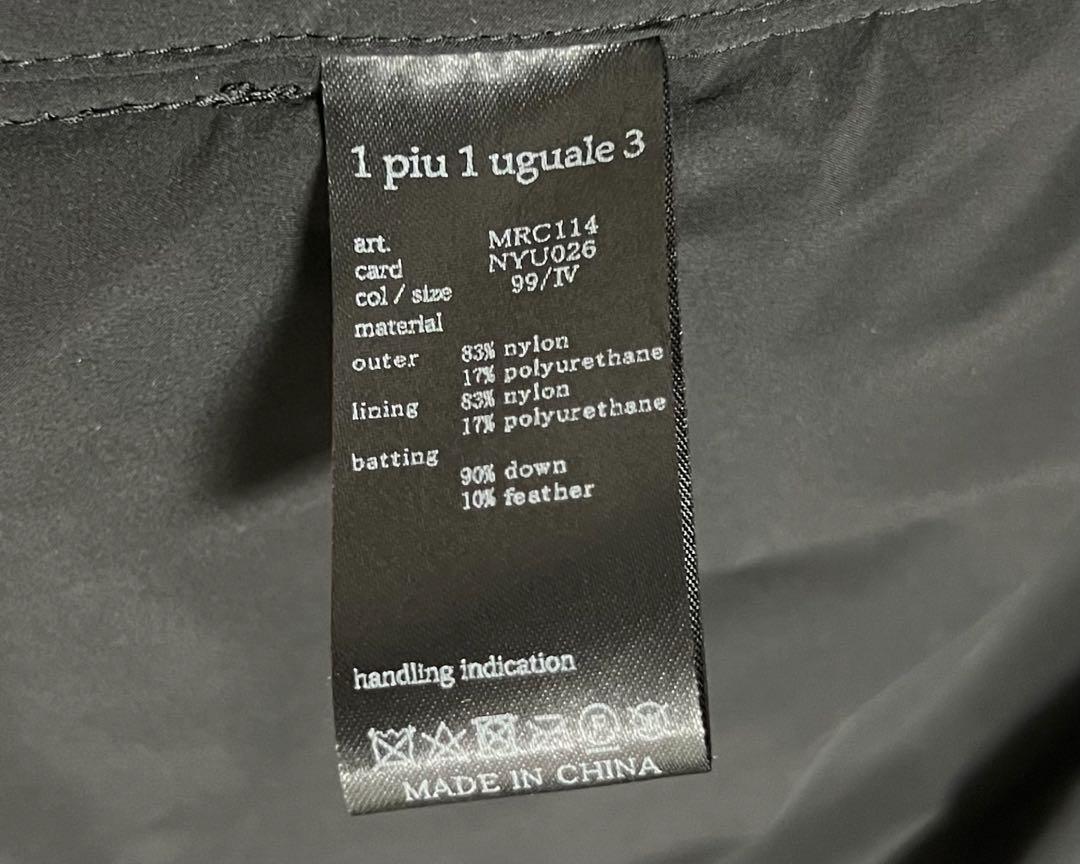 1 piu 1 uguale 3
art. MRC114
card NYU026
col / size 99/IV
material
outer 83% nylon
17% polyurethane
lining 83% nylon
17% polyurethane
batting
90% down
10% feather
handling indication
MADE IN CHINA